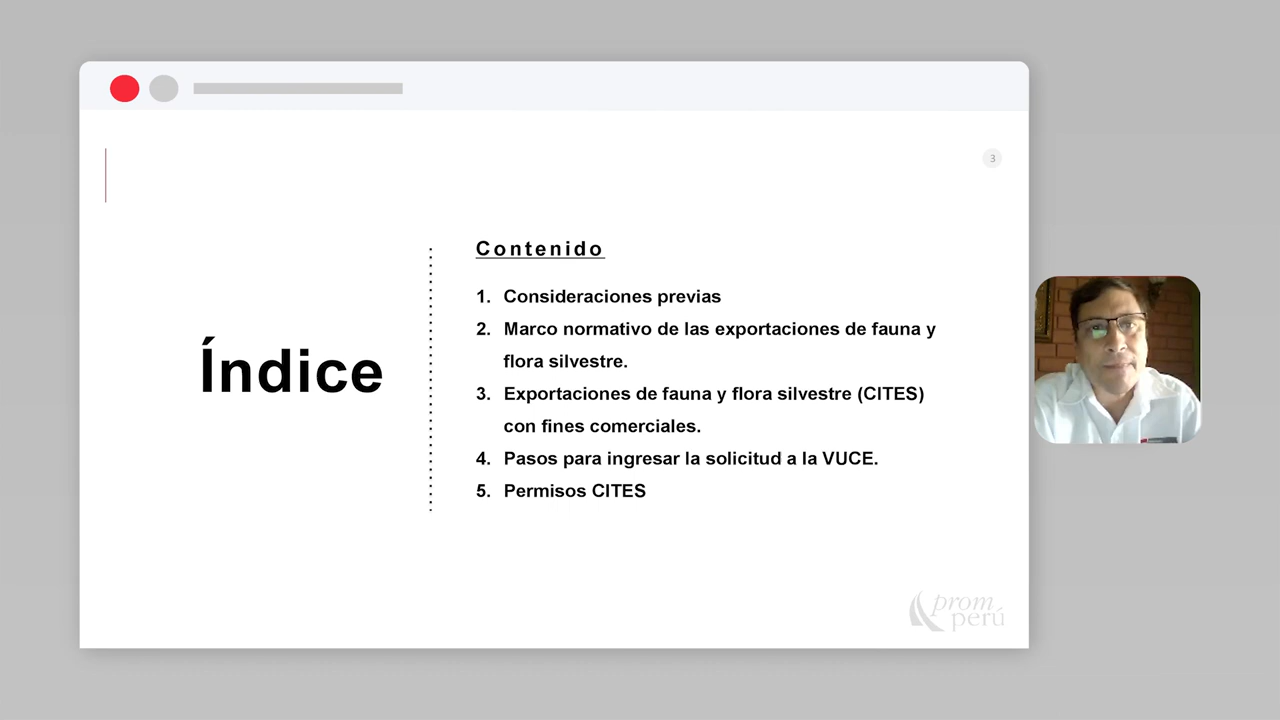 3
Índice
Contenido
1. Consideraciones previas
2. Marco normativo de las exportaciones de fauna y
flora silvestre.
3. Exportaciones de fauna y flora silvestre (CITES)
con fines comerciales.
4. Pasos para ingresar la solicitud a la VUCE.
5. Permisos CITES
prom
perú